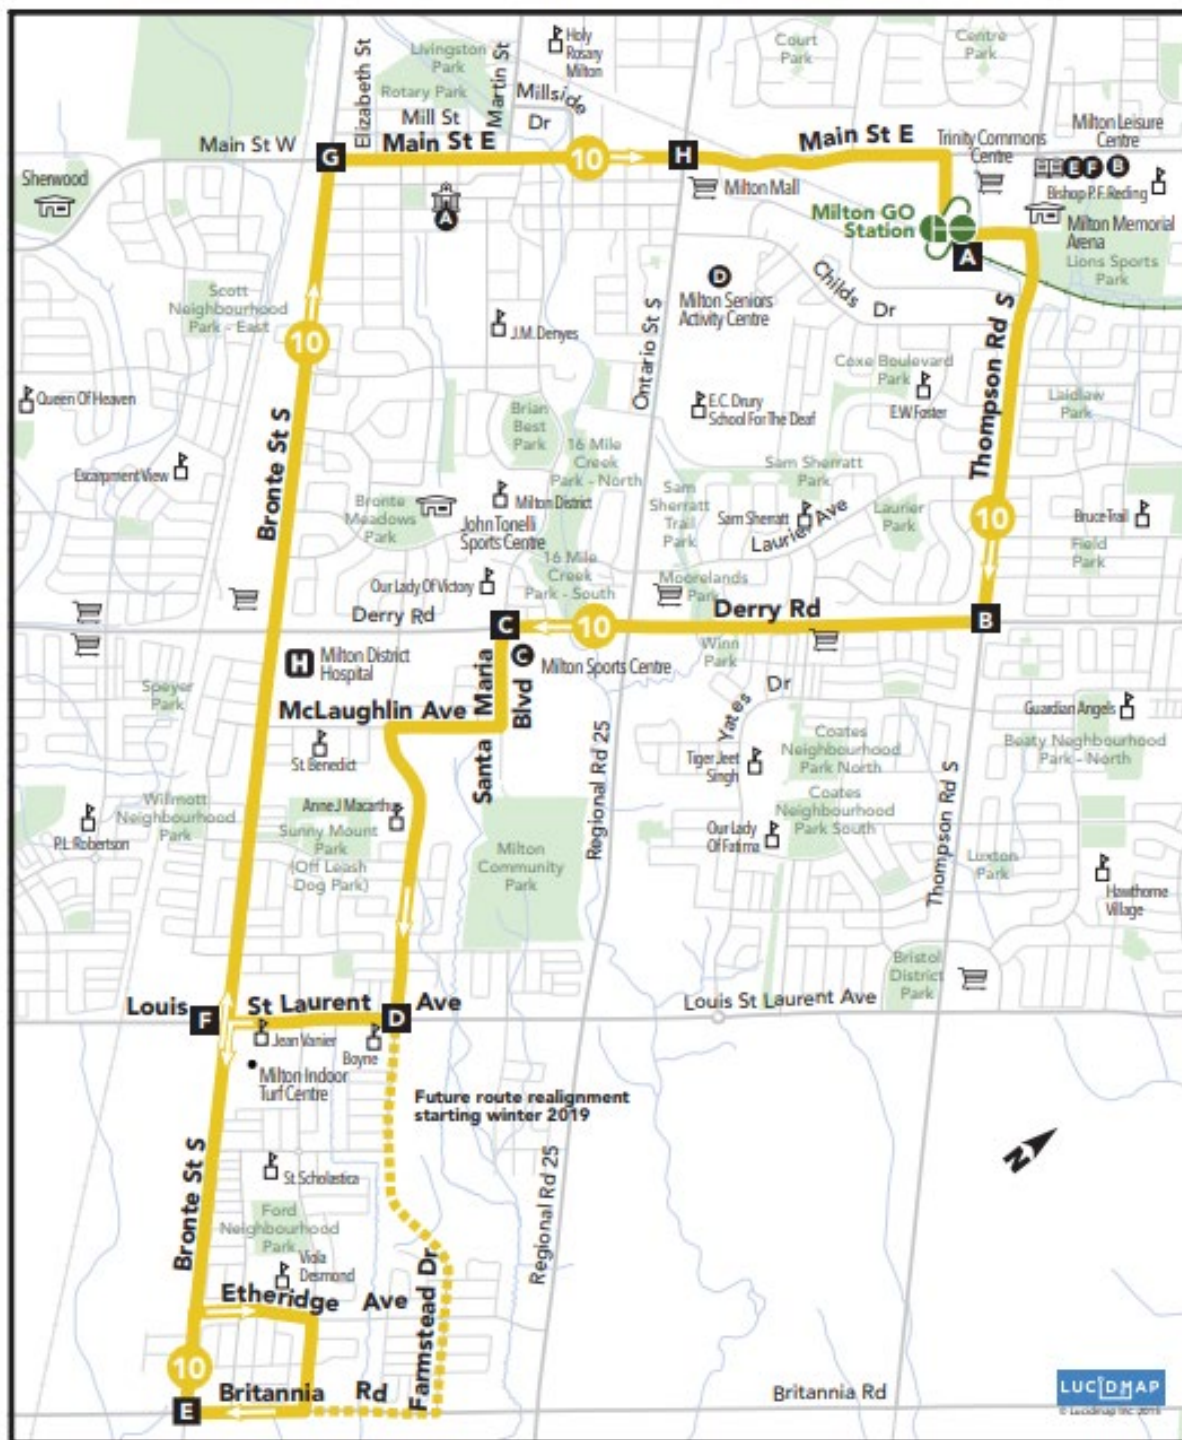 Elizabeth St
Livingston
Park
Martin St
Holy
Rosary
Milton
Court
Park
Centre
Park
Rotary Park
Millside
Dr
Mill St
Main St W
G
Main St E
10
H
Main St E
Trinity Commons
Centre
Milton Leisure
Centre
E F B
Bishop P.F. Reding
Sherwood
A
Milton Mall
Milton GO
Station
A
Milton Memorial
Arena
Lions Sports
Park
Scott
Neighbourhood
Park - East
D
Milton Seniors
Activity Centre
Childs
Dr
Thompson Rd S
10
J.M. Denyes
Ontario St S
Coxe Boulevard
Park
E.W. Foster
Laidlaw
Park
Queen Of Heaven
Brian
Best
Park
E.C. Drury
School For The Deaf
16 Mile
Creek
Park - North
Bronte St S
Escarpment View
Sam Sherratt
Park
Sam
Sherratt
Trail
Park
Bronte
Meadows
Park
Milton District
John Tonelli
Sports Centre
Sam Sherratt
Laurier Ave
Laurier
Park
10
Bruce Trail
Field
Park
16 Mile
Creek
Park - South
Our Lady Of Victory
Moorelands
Park
Derry Rd
C
10
Derry Rd
B
H
Milton District
Hospital
Santa Maria
Blvd
C
Milton Sports Centre
Winn
Park
Speyer
Park
McLaughlin Ave
Yates
Dr
Guardian Angels
St. Benedict
Regional Rd 25
Tiger Jeet
Singh
Coates
Neighbourhood
Park North
Beaty Neghbourhood
Park - North
Thompson Rd S
Willmott
Neighbourhood
Park
Anne J Macarthur
P.L. Robertson
Sunny Mount
Park
(Off Leash
Dog Park)
Milton
Community
Park
Our Lady
Of Fatima
Coates
Neighbourhood
Park South
Luxton
Park
Hawthorne
Village
Bristol
District
Park
Louis
F
St Laurent
D
Ave
Louis St Laurent Ave
Jean Vanier
Boyne
Milton Indoor
Turf Centre
Future route realignment
starting winter 2019
N
Bronte St S
St. Scholastica
Regional Rd 25
Ford
Neighbourhood
Park
Viola
Desmond
Etheridge Ave
Farmstead Dr
10
E
Britannia Rd
Britannia Rd
LUCIDMAP
© Lucidmap Inc 2019